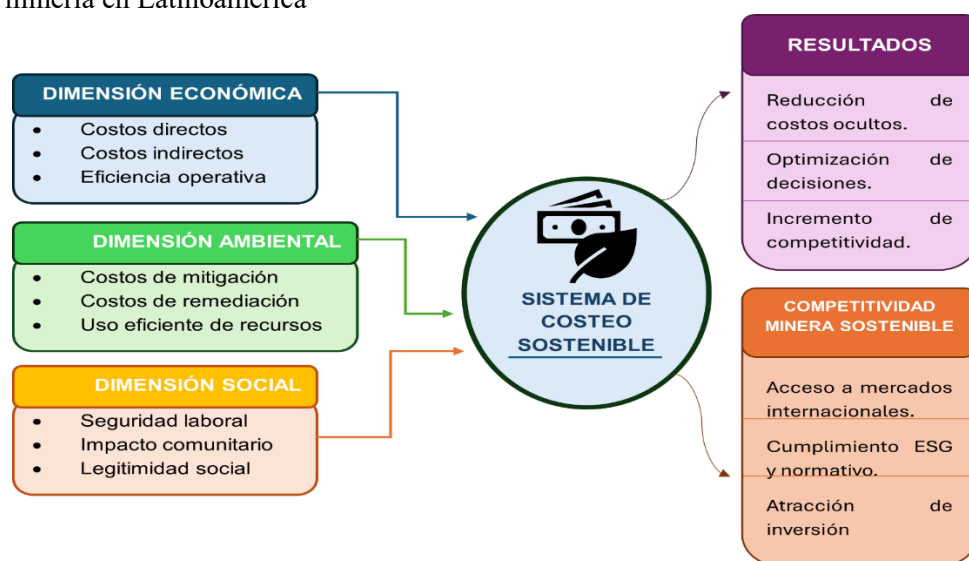 minería en Latinoamérica
DIMENSIÓN ECONÓMICA
• Costos directos
• Costos indirectos
• Eficiencia operativa
DIMENSIÓN AMBIENTAL
• Costos de mitigación
• Costos de remediación
• Uso eficiente de recursos
DIMENSIÓN SOCIAL
• Seguridad laboral
• Impacto comunitario
• Legitimidad social
SISTEMA DE
COSTEO
SOSTENIBLE
RESULTADOS
Reducción de
costos ocultos.
Optimización de
decisiones.
Incremento de
competitividad.
COMPETITIVIDAD
MINERA SOSTENIBLE
Acceso a mercados
internacionales.
Cumplimiento ESG
y normativo.
Atracción de
inversión